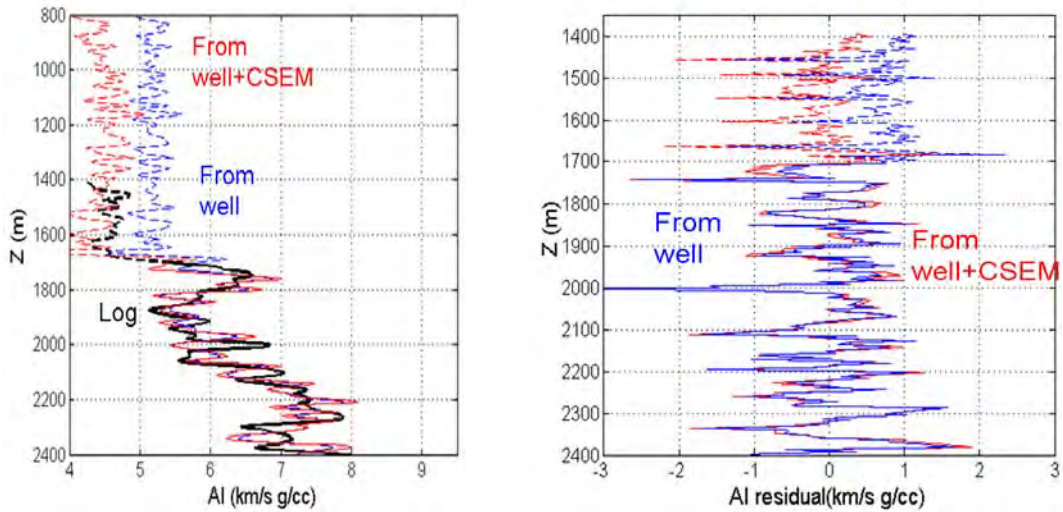 800
1000
1200
1400
1600
1800
2000
2200
2400
4
5
6
7
8
9
Z (m)
AI (km/s g/cc)
From
well+CSEM
From
well
Log
1400
1500
1600
1700
1800
1900
2000
2100
2200
2300
2400
-3
-2
-1
0
1
2
3
Z (m)
AI residual(km/s g/cc)
From
well
From
well+CSEM